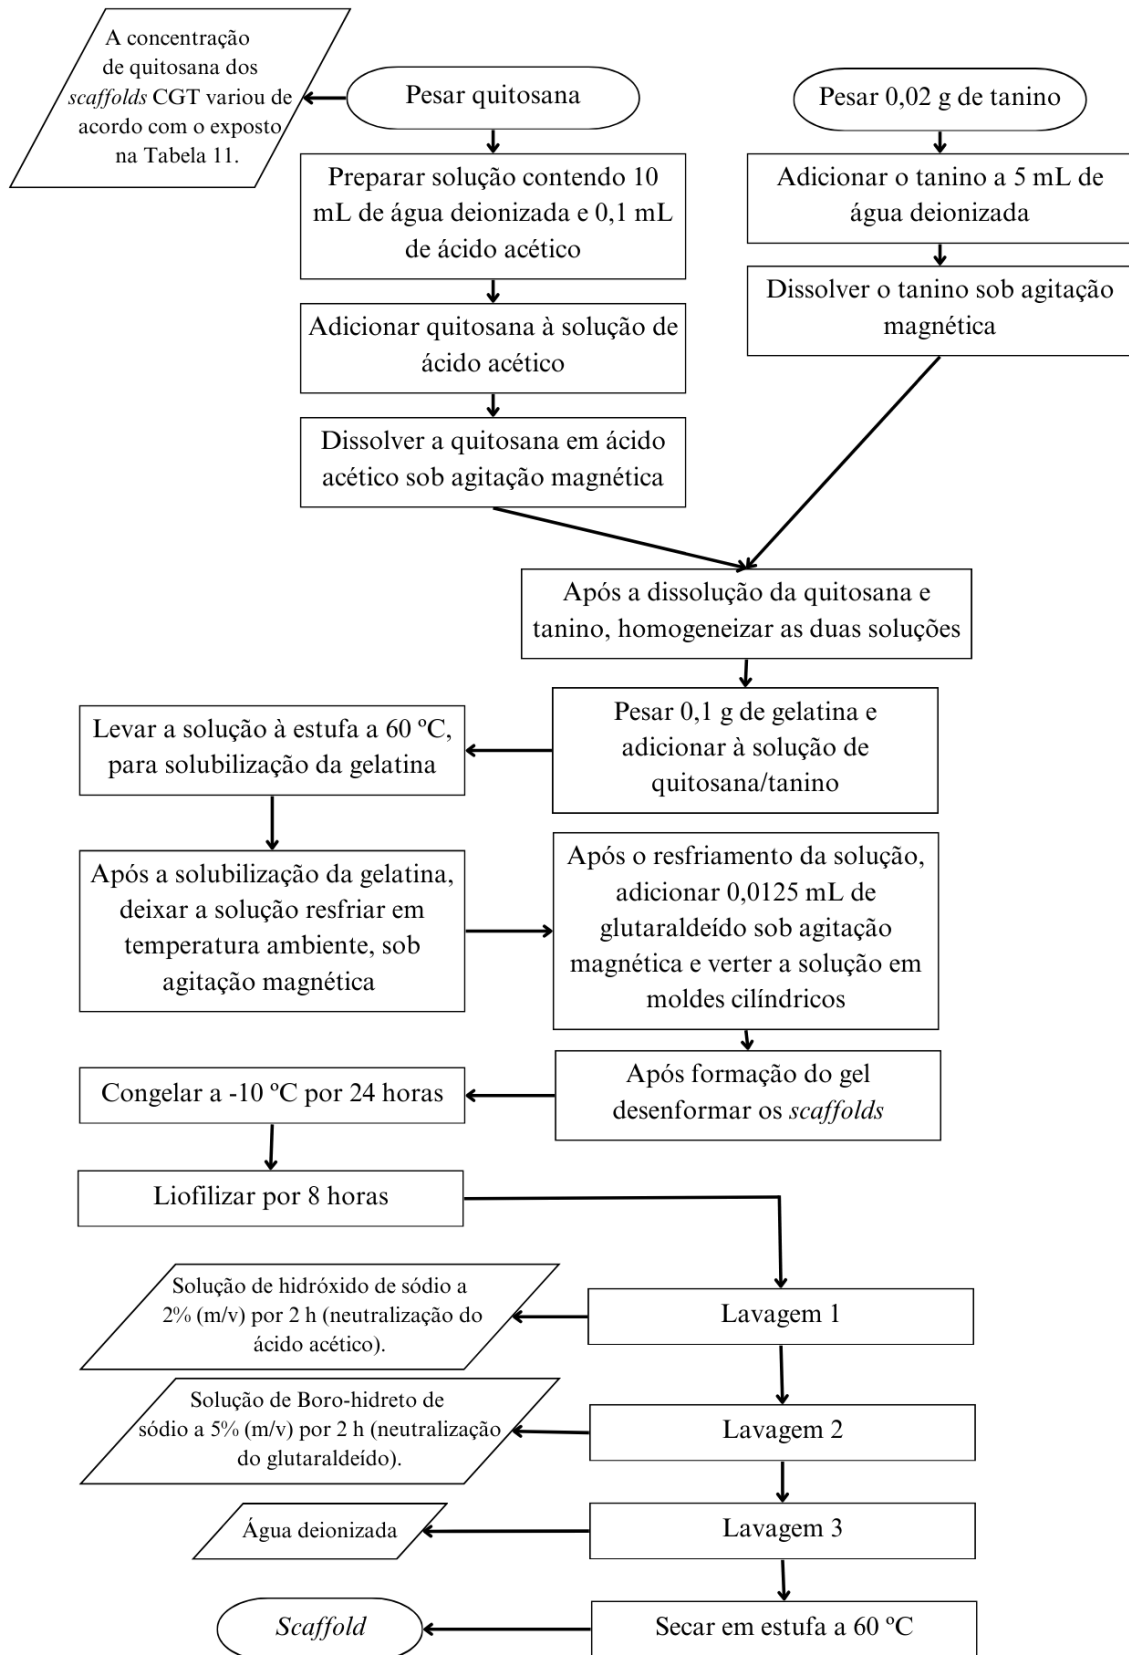 A concentração
de quitosana dos
scaffolds CGT variou de
acordo com o exposto
na Tabela 11.
Pesar quitosana
Pesar 0,02 g de tanino
Preparar solução contendo 10
mL de água deionizada e 0,1 mL
de ácido acético
Adicionar o tanino a 5 mL de
água deionizada
Adicionar quitosana à solução de
ácido acético
Dissolver o tanino sob agitação
magnética
Dissolver a quitosana em ácido
acético sob agitação magnética
Após a dissolução da quitosana e
tanino, homogeneizar as duas soluções
Pesar 0,1 g de gelatina e
adicionar à solução de
quitosana/tanino
Levar a solução à estufa a 60 ºC,
para solubilização da gelatina
Após a solubilização da gelatina,
deixar a solução resfriar em
temperatura ambiente, sob
agitação magnética
Após o resfriamento da solução,
adicionar 0,0125 mL de
glutaraldeído sob agitação
magnética e verter a solução em
moldes cilíndricos
Após formação do gel
desenformar os scaffolds
Congelar a -10 ºC por 24 horas
Liofilizar por 8 horas
Lavagem 1
Solução de hidróxido de sódio a
2% (m/v) por 2 h (neutralização do
ácido acético).
Lavagem 2
Solução de Boro-hidreto de
sódio a 5% (m/v) por 2 h (neutralização
do glutaraldeído).
Lavagem 3
Água deionizada
Secar em estufa a 60 ºC
Scaffold